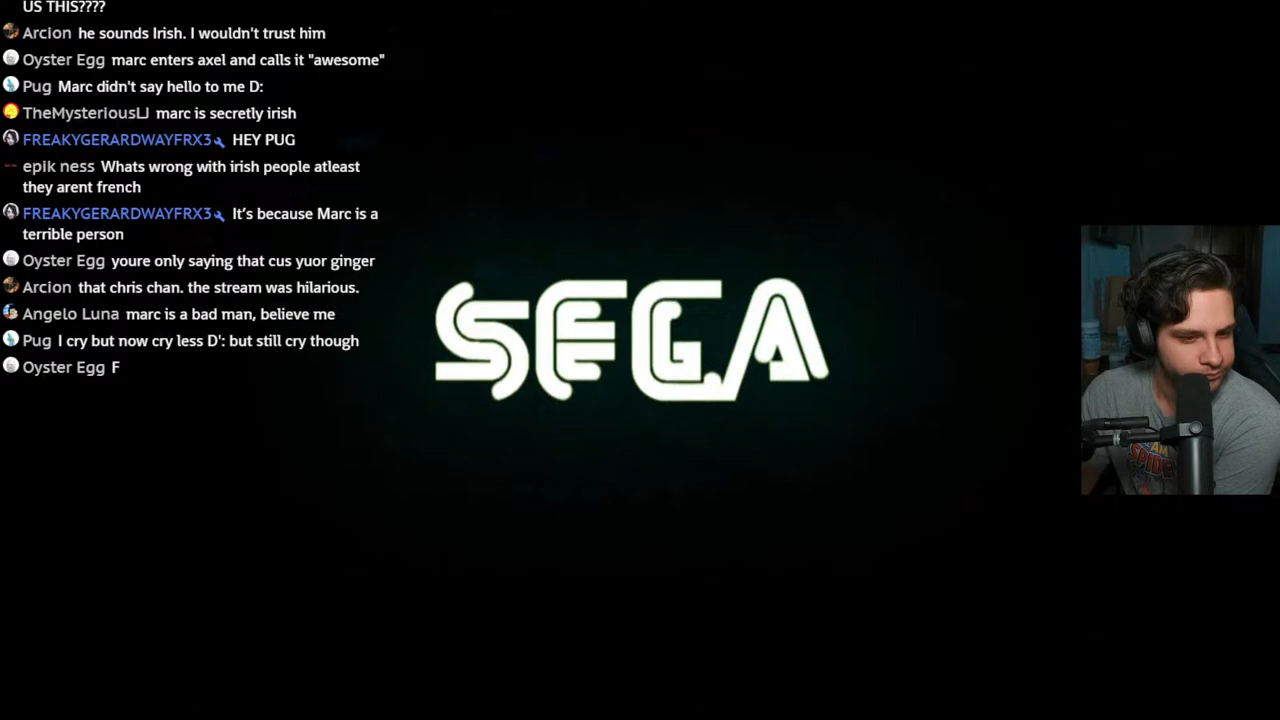 US THIS????
Arcion he sounds Irish. I wouldn't trust him
Oyster Egg marc enters axel and calls it "awesome"
Pug Marc didn't say hello to me D:
TheMysteriousLJ marc is secretly irish
FREAKYGERARDWAYFRX3 HEY PUG
epik ness Whats wrong with irish people atleast
they arent french
FREAKYGERARDWAYFRX3 It’s because Marc is a
terrible person
Oyster Egg youre only saying that cus yuor ginger
Arcion that chris chan. the stream was hilarious.
Angelo Luna marc is a bad man, believe me
Pug I cry but now cry less D': but still cry though
Oyster Egg F
SEGA
AM
SPID